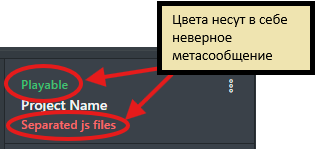 Цвета несут в себе
неверное
метасообщение
Playable
Project Name
Separated js files